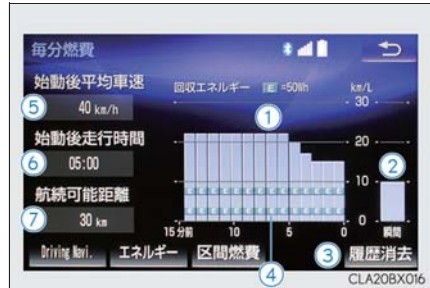 毎分燃費
始動後平均車速
回収エネルギー E =50Wh
km/L
30
⑤ 40 km/h
①
始動後走行時間
20
⑥ 05:00
②
航続可能距離
10
⑦ 30 km
0
15分前 10 5 0 瞬間
Driving Navi. エネルギー 区間燃費 ④ ③ 履歴消去
CLA20BX016